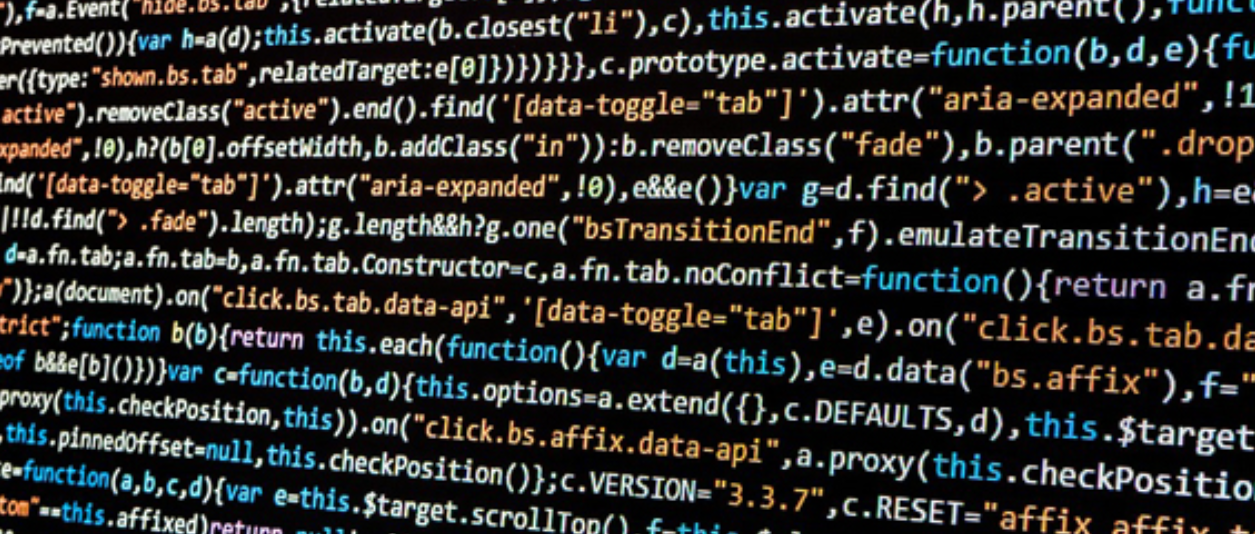 "),f=a.Event("hide.bs.tab",{relatedTarget:
Prevented()){var h=a(d);this.activate(b.closest("li"),c),this.activate(h,h.parent(),funct
er({type:"shown.bs.tab",relatedTarget:e[0]})})}}},c.prototype.activate=function(b,d,e){fu
active").removeClass("active").end().find('[data-toggle="tab"]').attr("aria-expanded",!1
xpanded",!0),h?(b[0].offsetWidth,b.addClass("in")):b.removeClass("fade"),b.parent(".drop
ind('[data-toggle="tab"]').attr("aria-expanded",!0),e&&e()}var g=d.find("> .active"),h=e
||!!d.find("> .fade").length);g.length&&h?g.one("bsTransitionEnd",f).emulateTransitionEnd
d=a.fn.tab;a.fn.tab=b,a.fn.tab.Constructor=c,a.fn.tab.noConflict=function(){return a.fn
")};a(document).on("click.bs.tab.data-api",'[data-toggle="tab"]',e).on("click.bs.tab.da
trict";function b(b){return this.each(function(){var d=a(this),e=d.data("bs.affix"),f="
eof b&&e[b]()})}var c=function(b,d){this.options=a.extend({},c.DEFAULTS,d),this.$target
proxy(this.checkPosition,this)).on("click.bs.affix.data-api",a.proxy(this.checkPositio
,this.pinnedOffset=null,this.checkPosition()};c.VERSION="3.3.7",c.RESET="affix affix-t
e=function(a,b,c,d){var e=this.$target.scrollTop(),f=this.$
tom"==this.affixed)return